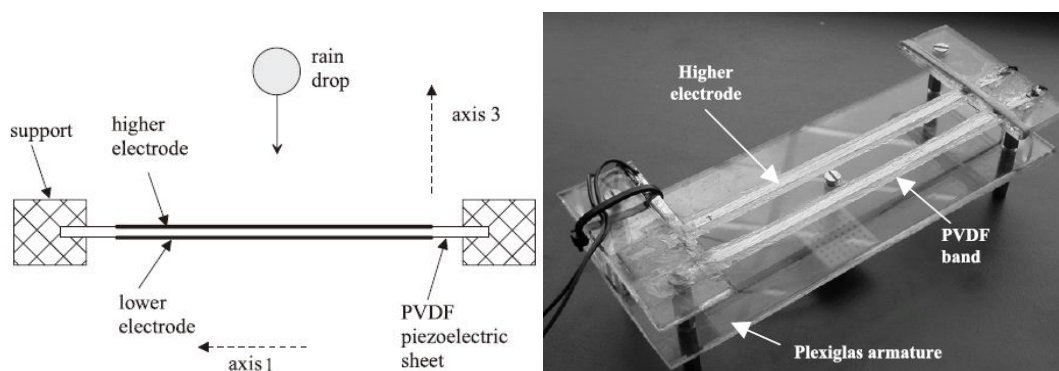 rain
drop
axis 3
support
higher
electrode
lower
electrode
axis 1
PVDF
piezoelectric
sheet
Higher
electrode
PVDF
band
Plexiglas armature